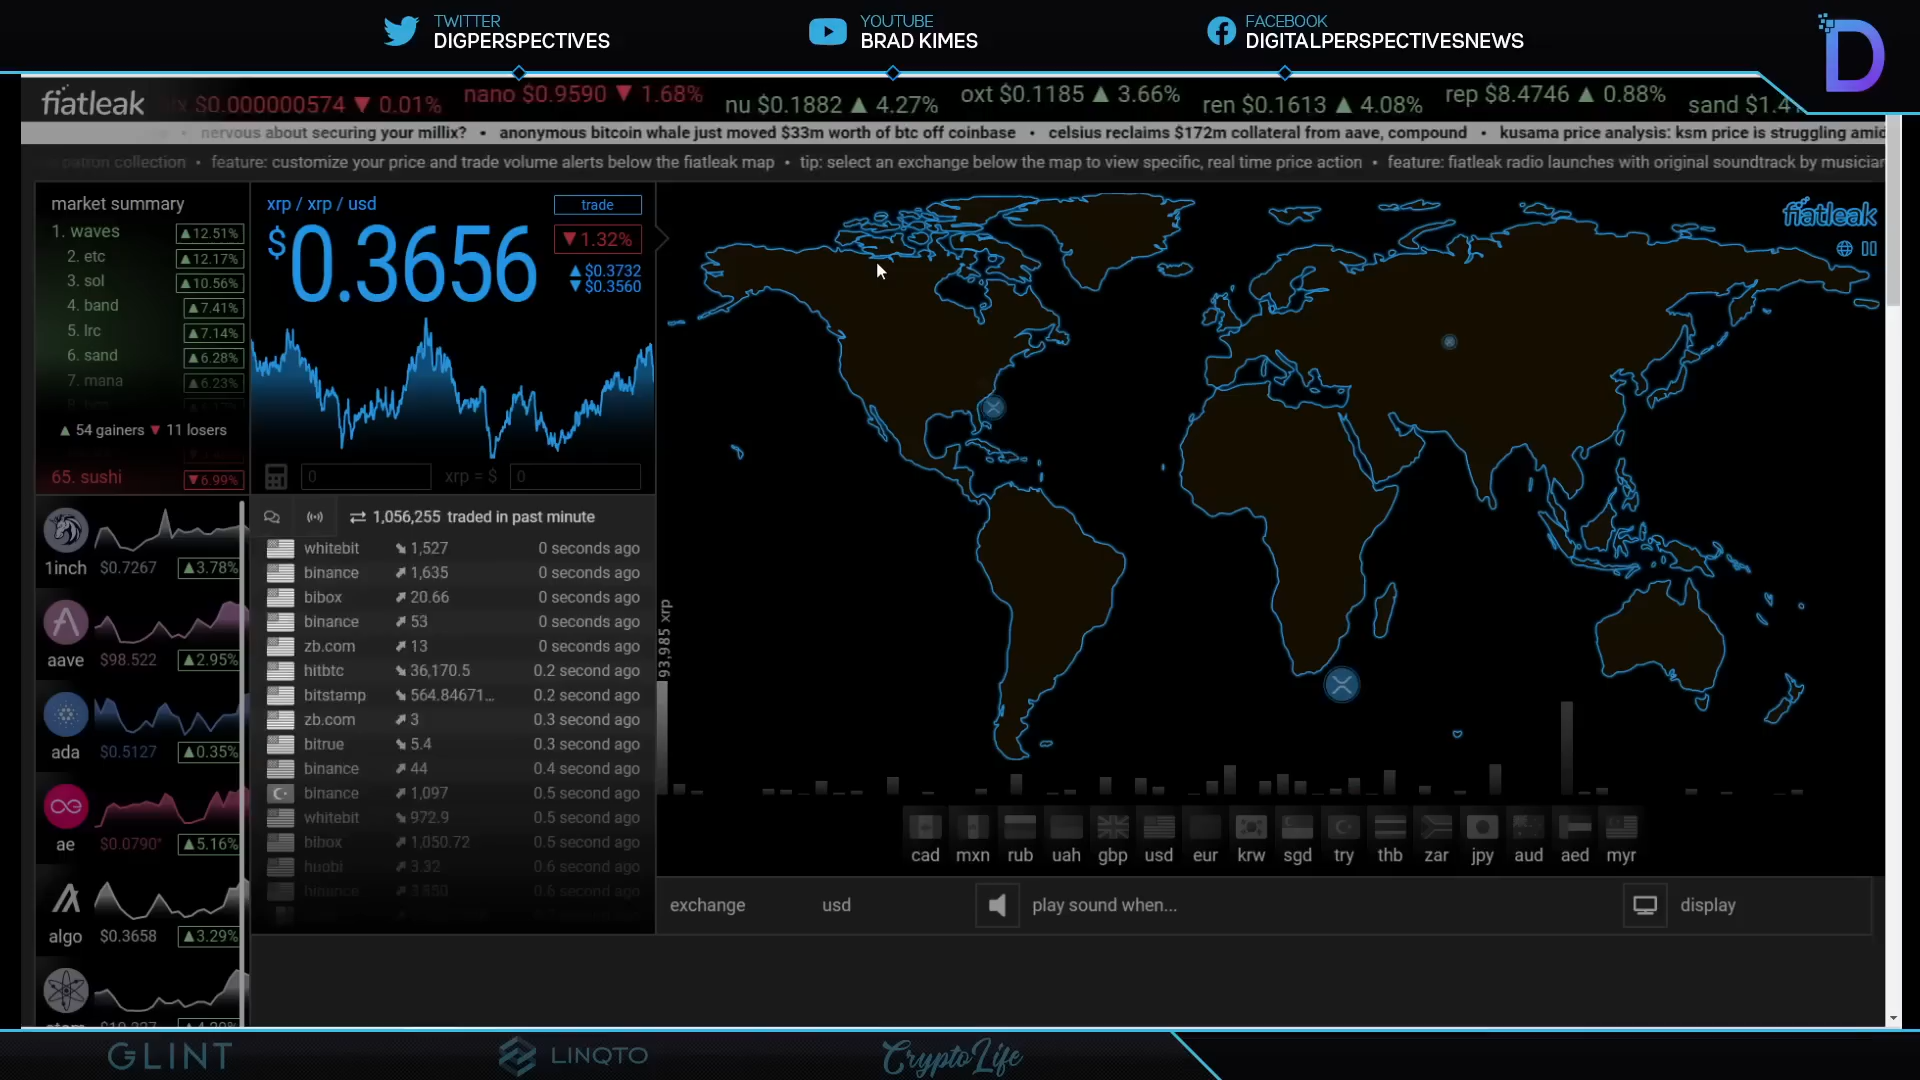 TWITTER
DIGPERSPECTIVES
YOUTUBE
BRAD KIMES
FACEBOOK
DIGITALPERSPECTIVESNEWS
D
fiatleak
$0.000000574 ▼ 0.01%
nano $0.9590 ▼ 1.68%
nu $0.1882 ▲ 4.27%
oxt $0.1185 ▲ 3.66%
ren $0.1613 ▲ 4.08%
rep $8.4746 ▲ 0.88%
sand
• nervous about securing your millix? • anonymous bitcoin whale just moved $33m worth of btc off coinbase • celsius reclaims $172m collateral from aave, compound • kusama price analysis: ksm price is struggling
patron collection • feature: customize your price and trade volume alerts below the fiatleak map • tip: select an exchange below the map to view specific, real time price action • feature: fiatleak radio launches with original soundtrack by
market summary
1. waves ▲12.51%
2. etc ▲12.17%
3. sol ▲10.56%
4. band ▲7.41%
5. lrc ▲7.14%
6. sand ▲6.28%
7. mana ▲6.23%
▲ 54 gainers ▼ 11 losers
65. sushi ▼6.99%
xrp / xrp / usd
trade
$0.3656
▼1.32%
▲$0.3732
▼$0.3560
0 xrp = $ 0
1,056,255 traded in past minute
whitebit 1,527 0 seconds ago
binance 1,635 0 seconds ago
bibox 20.66 0 seconds ago
binance 53 0 seconds ago
zb.com 13 0 seconds ago
hitbtc 36,170.5 0.2 second ago
bitstamp 564.84671... 0.2 second ago
zb.com 3 0.3 second ago
bitrue 5.4 0.3 second ago
binance 44 0.4 second ago
binance 1,097 0.5 second ago
whitebit 972.9 0.5 second ago
bibox 1,050.72 0.5 second ago
huobi 3.32 0.6 second ago
binance 0.6 second ago
1inch $0.7267 ▲3.78%
aave $98.522 ▲2.95%
ada $0.5127 ▲0.35%
ae $0.0790 ▲5.16%
algo $0.3658 ▲3.29%
93,985 xrp
fiatleak
cad mxn rub uah gbp usd eur krw sgd try thb zar jpy aud aed myr
exchange usd play sound when... display
GLINT
LINQTO
CryptoLife